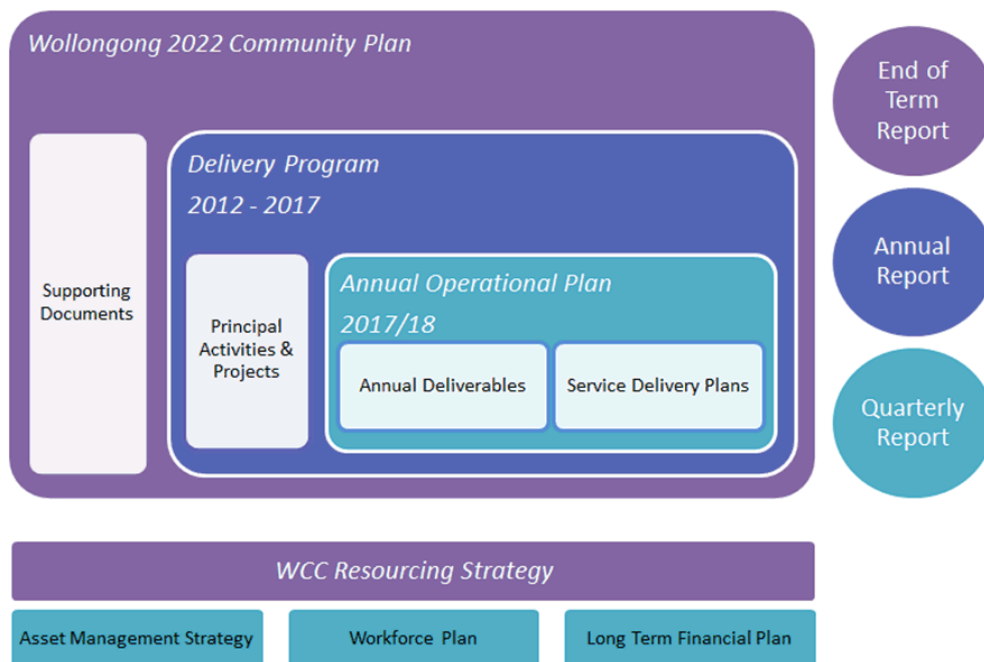 Wollongong 2022 Community Plan
Supporting
Documents
Delivery Program
2012 - 2017
Principal
Activities &
Projects
Annual Operational Plan
2017/18
Annual Deliverables
Service Delivery Plans
End of
Term
Report
Annual
Report
Quarterly
Report
WCC Resourcing Strategy
Asset Management Strategy
Workforce Plan
Long Term Financial Plan